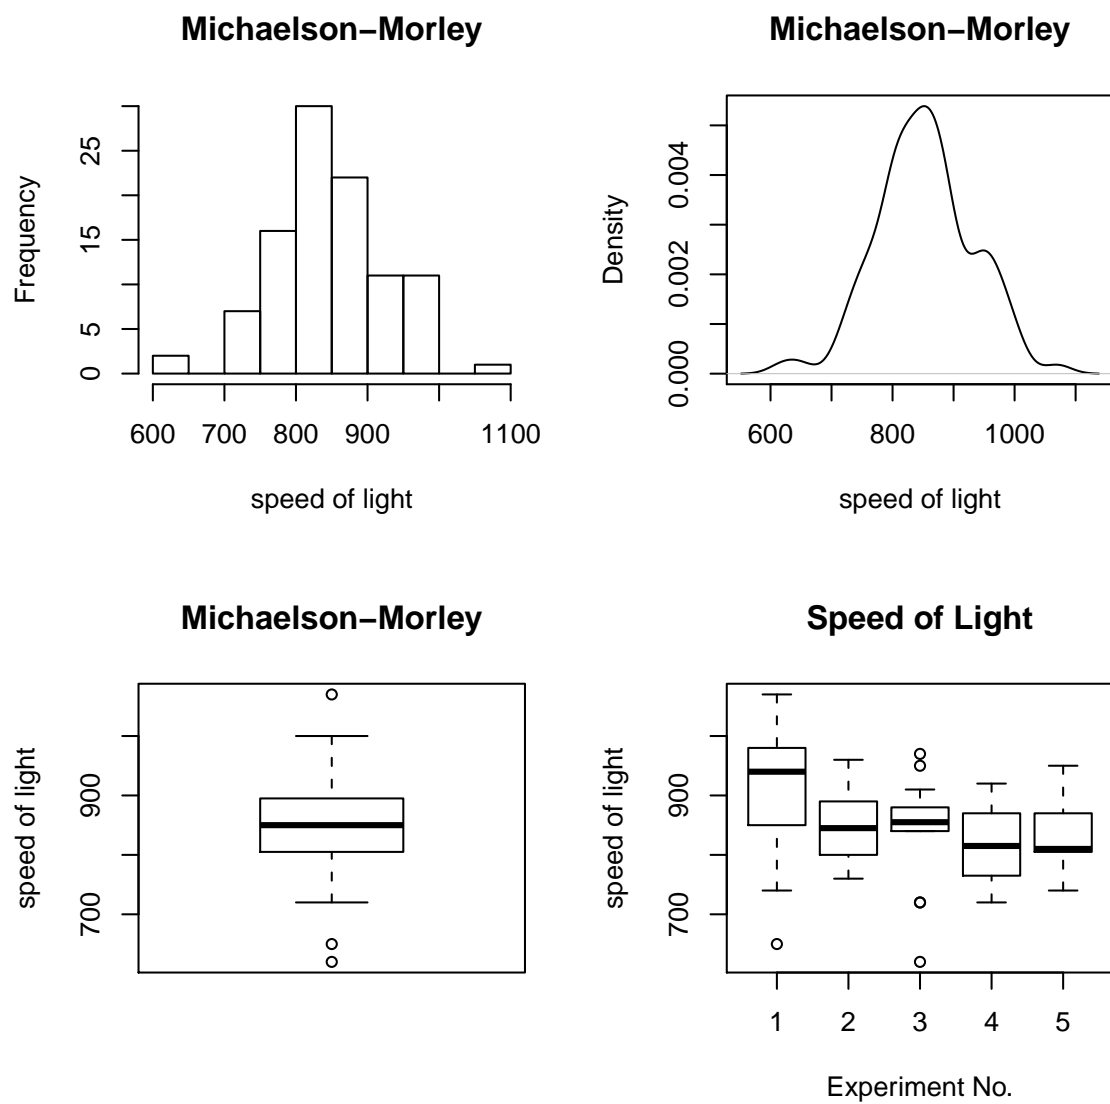 Michaelson–Morley
Frequency
25
15
5
0
600 700 800 900 1100
speed of light
Michaelson–Morley
Density
0.004
0.002
0.000
600 800 1000
speed of light
Michaelson–Morley
speed of light
900
700
Speed of Light
speed of light
900
700
1 2 3 4 5
Experiment No.